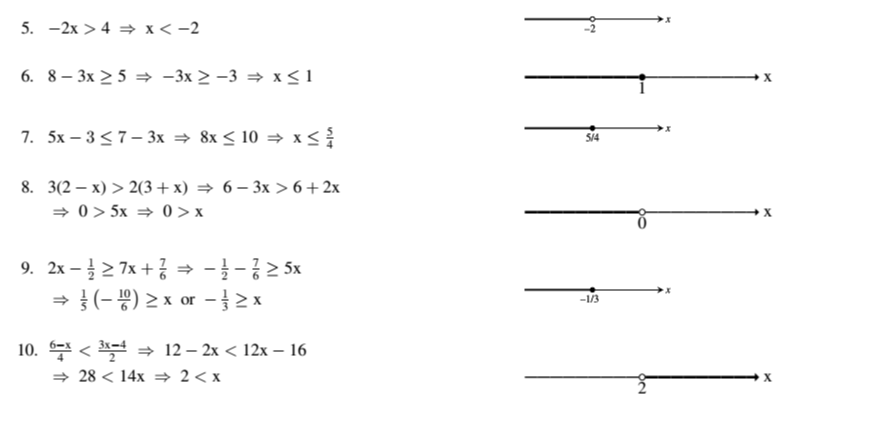 5. −2x > 4 ⇒ x < −2
x
−2
6. 8 − 3x ≥ 5 ⇒ −3x ≥ −3 ⇒ x ≤ 1
x
1
7. 5x − 3 ≤ 7 − 3x ⇒ 8x ≤ 10 ⇒ x ≤ 5/4
x
5/4
8. 3(2 − x) > 2(3 + x) ⇒ 6 − 3x > 6 + 2x
⇒ 0 > 5x ⇒ 0 > x
x
0
9. 2x − 1/2 ≥ 7x + 7/6 ⇒ −1/2 − 7/6 ≥ 5x
⇒ 1/5 (−10/6) ≥ x or −1/3 ≥ x
x
−1/3
10. 6−x/4 < 3x−4/2 ⇒ 12 − 2x < 12x − 16
⇒ 28 < 14x ⇒ 2 < x
x
2